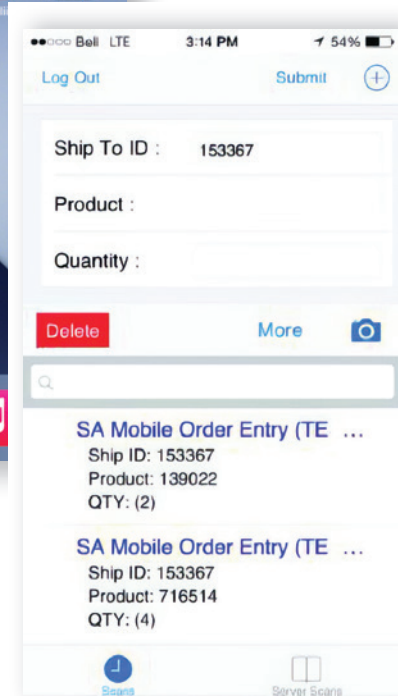 Bell LTE 3:14 PM 54%
Log Out Submit
Ship To ID : 153367
Product :
Quantity :
Delete More
SA Mobile Order Entry (TE ...
Ship ID: 153367
Product: 139022
QTY: (2)
SA Mobile Order Entry (TE ...
Ship ID: 153367
Product: 716514
QTY: (4)
Scans Server Scans